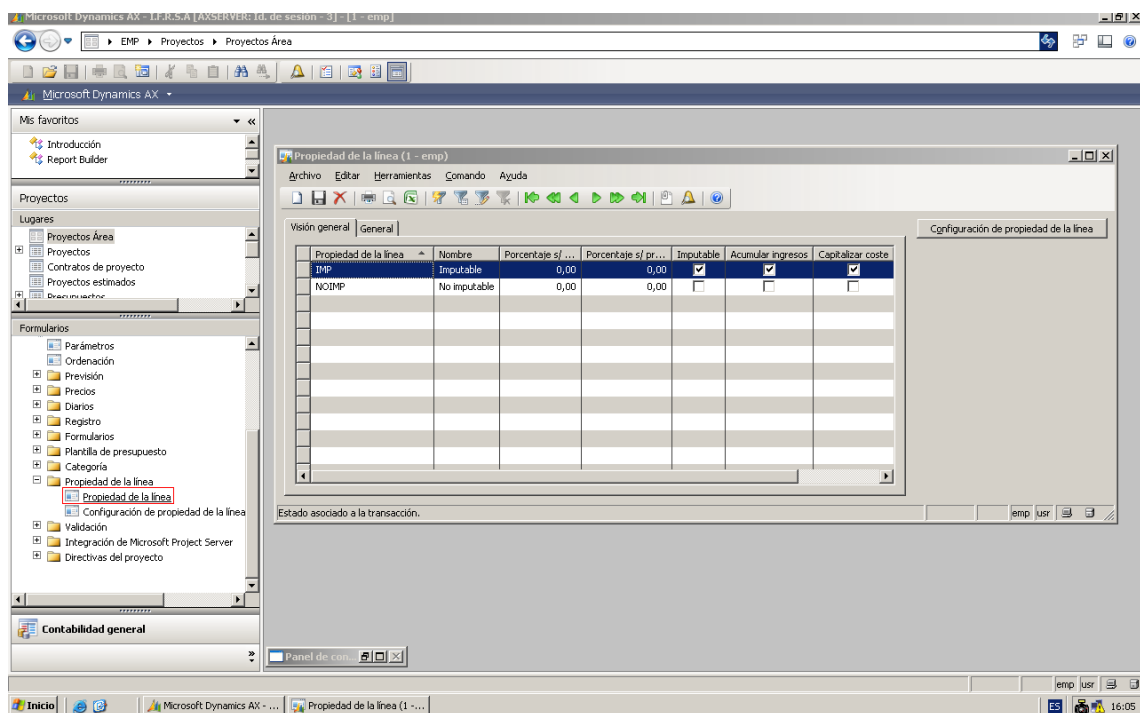 Microsoft Dynamics AX - I.F.R.S.A [AXSERVER: Id. de sesión - 3] - [1 - emp]
EMP Proyectos Proyectos Área
Microsoft Dynamics AX
Mis favoritos
Introducción
Report Builder
Proyectos
Lugares
Proyectos Área
Proyectos
Contratos de proyecto
Proyectos estimados
Presupuestos
Formularios
Parámetros
Ordenación
Previsión
Precios
Diarios
Registro
Formularios
Plantilla de presupuesto
Categoría
Propiedad de la línea
Propiedad de la línea
Configuración de propiedad de la línea
Validación
Integración de Microsoft Project Server
Directivas del proyecto
Contabilidad general
Propiedad de la línea (1 - emp)
Archivo Editar Herramientas Comando Ayuda
Visión general General
Configuración de propiedad de la línea
Propiedad de la línea Nombre Porcentaje s/ ... Porcentaje s/ pr... Imputable Acumular ingresos Capitalizar coste
IMP Imputable 0,00 0,00
NOIMP No imputable 0,00 0,00
Estado asociado a la transacción.
emp usr
Panel de con...
emp usr
Inicio Microsoft Dynamics AX - ... Propiedad de la línea (1 -... ES 16:05